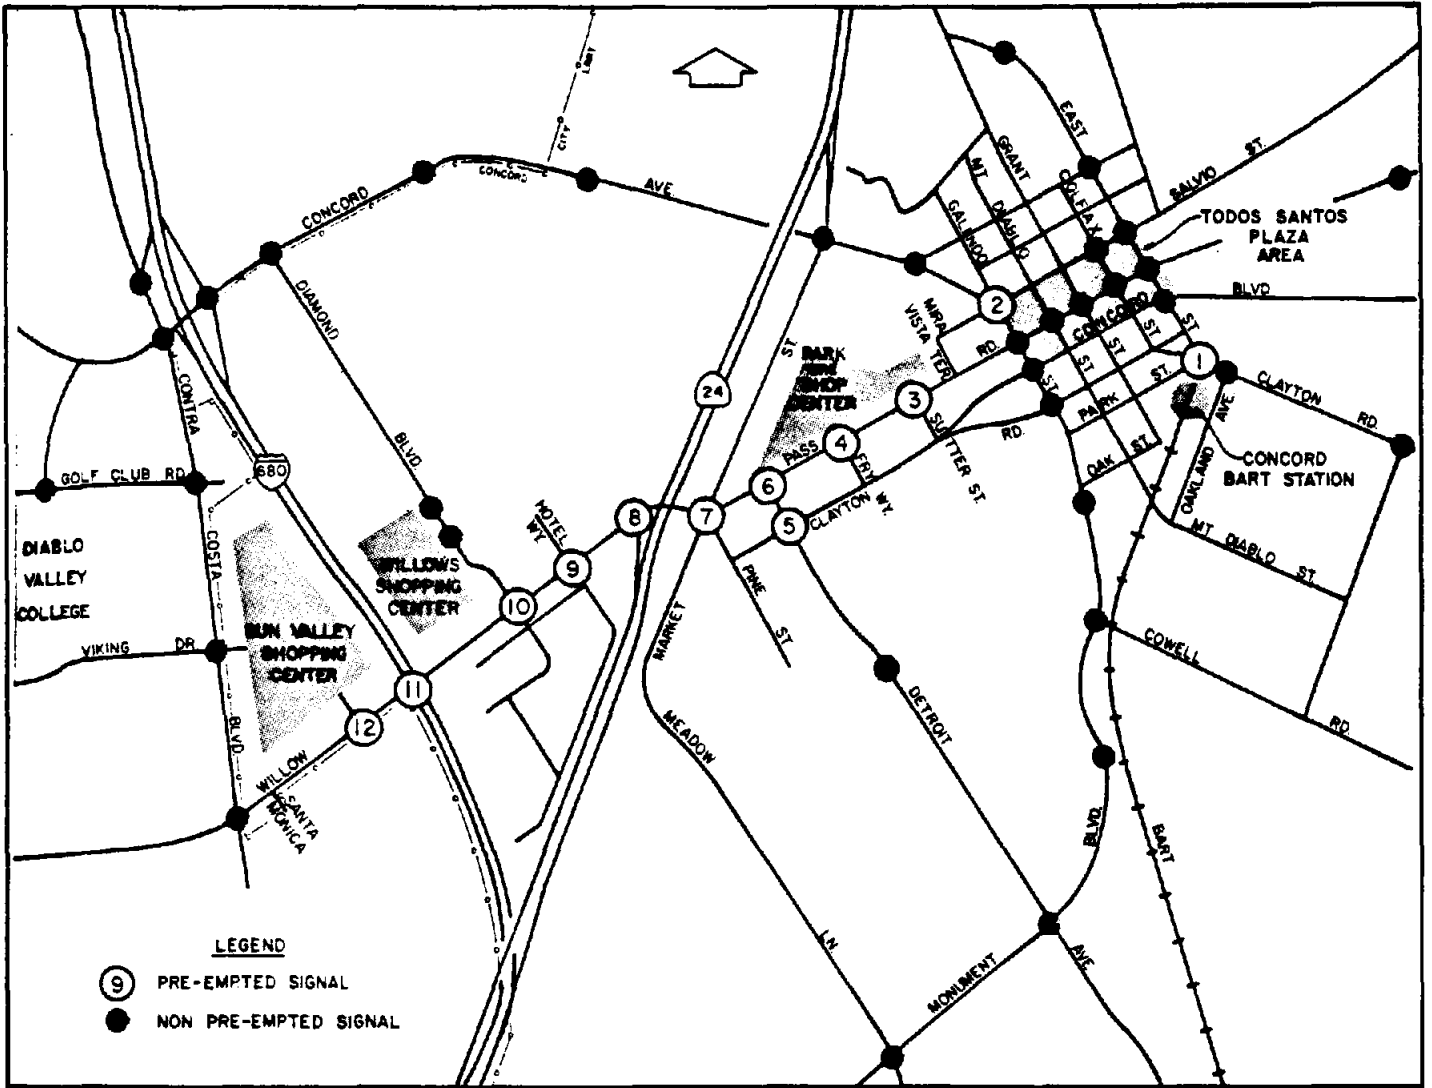 LIMIT
CITY
CONCORD
AVE.
CONCORD
EAST
GRANT
MT
DIABLO
COLFAX
GALINDO
SALVIO ST.
TODOS SANTOS
PLAZA
AREA
BLVD
CONCORD
2
MIRA
VISTA TER.
RD.
ST.
ST.
ST.
ST.
ST.
1
CLAYTON RD.
DIAMOND
BLVD.
ST.
PARK
SHOP
CENTER
24
3
PARK ST.
AVE.
OAKLAND
CONTRA
COSTA
BLVD.
680
GOLF CLUB RD
4
PASS
FRY WY.
SUTTER ST.
RD.
OAK ST.
CONCORD
BART STATION
6
5
CLAYTON
7
8
MOTEL
WY.
9
10
MT DIABLO ST.
DIABLO
VALLEY
COLLEGE
WILLOWS
SHOPPING
CENTER
PINE ST
MARKET
COWELL RD.
VIKING DR
SUN VALLEY
SHOPPING
CENTER
11
12
WILLOW
SANTA
MONICA
MEADOW LN
DETROIT AVE.
BLVD.
BART
MONUMENT
LEGEND
9 PRE-EMPTED SIGNAL
NON PRE-EMPTED SIGNAL